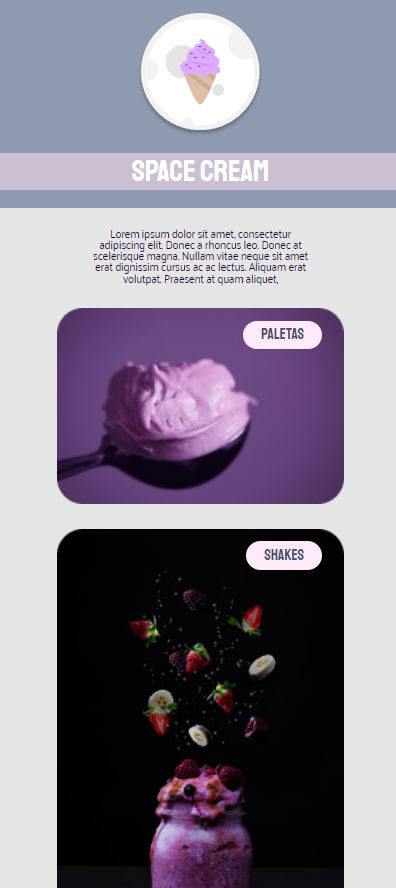 SPACE CREAM
Lorem ipsum dolor sit amet, consectetur
adipiscing elit. Donec a rhoncus leo. Donec at
scelerisque magna. Nullam vitae neque sit amet
erat dignissim cursus ac ac lectus. Aliquam erat
volutpat. Praesent at quam aliquet,
PALETAS
SHAKES